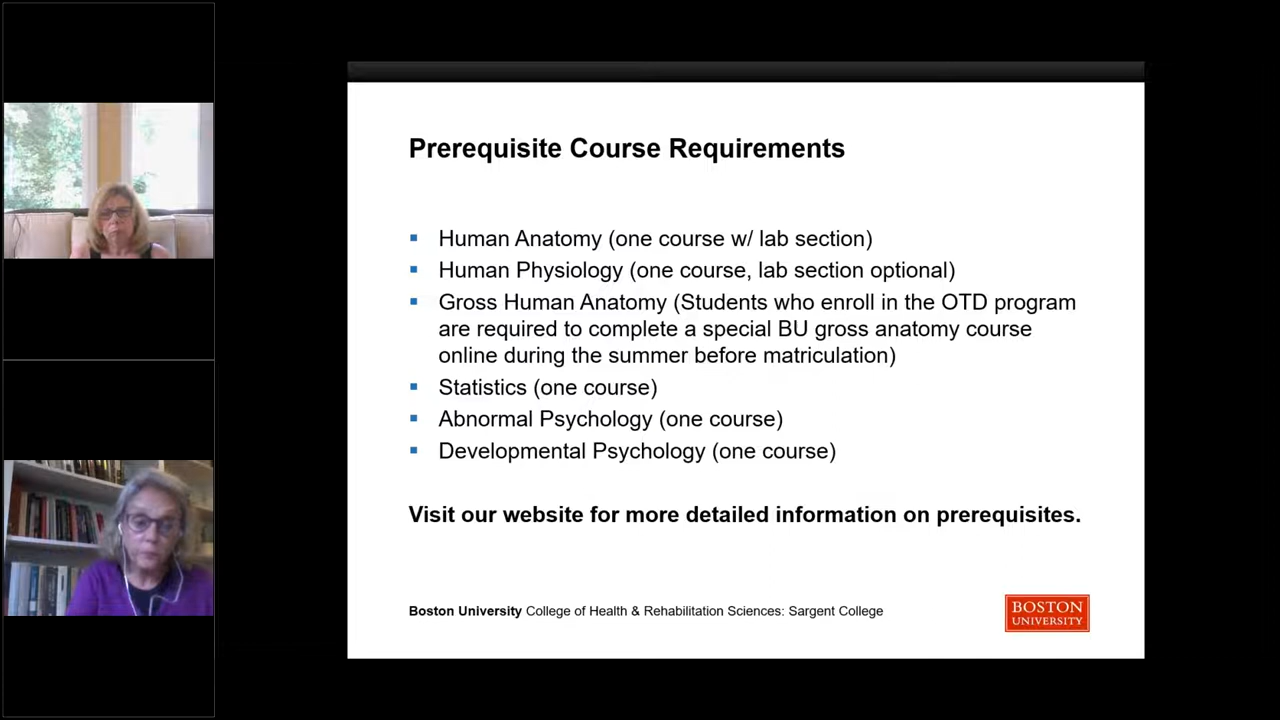 Prerequisite Course Requirements
Human Anatomy (one course w/ lab section)
Human Physiology (one course, lab section optional)
Gross Human Anatomy (Students who enroll in the OTD program
are required to complete a special BU gross anatomy course
online during the summer before matriculation)
Statistics (one course)
Abnormal Psychology (one course)
Developmental Psychology (one course)
Visit our website for more detailed information on prerequisites.
Boston University College of Health & Rehabilitation Sciences: Sargent College
BOSTON
UNIVERSITY